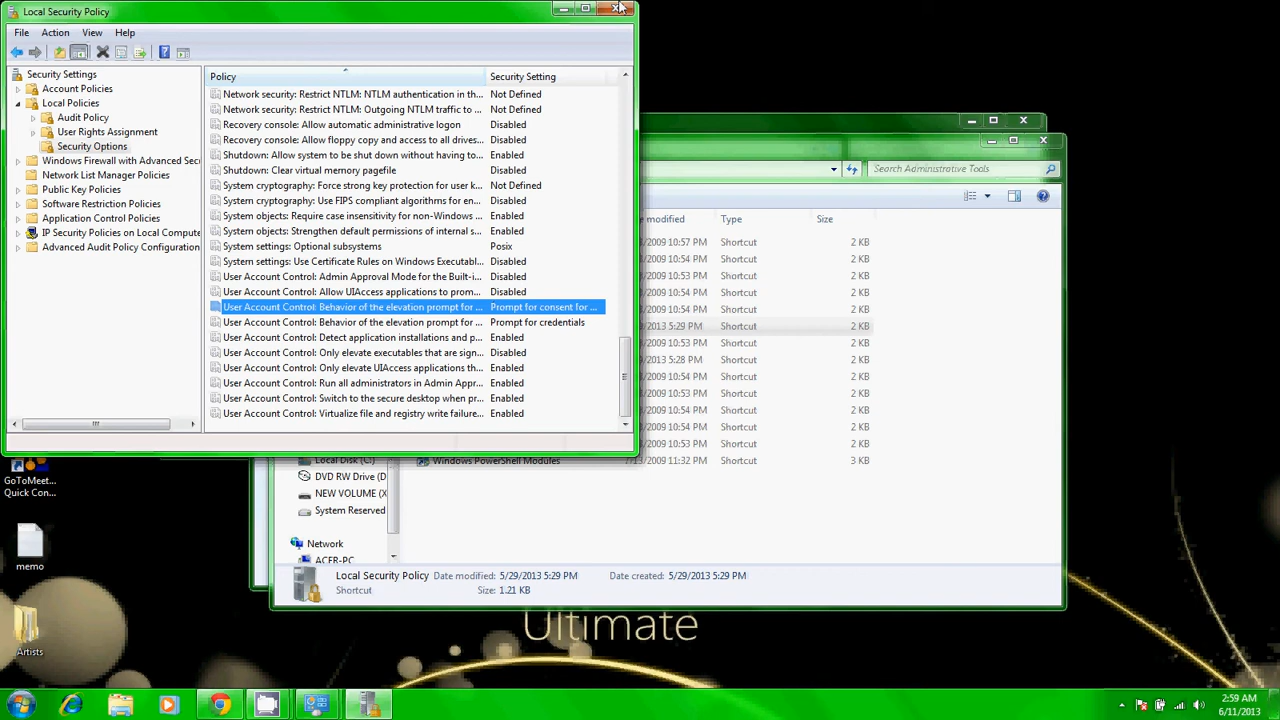 Local Security Policy
File Action View Help
Security Settings
Account Policies
Local Policies
Audit Policy
User Rights Assignment
Security Options
Windows Firewall with Advanced Sec
Network List Manager Policies
Public Key Policies
Software Restriction Policies
Application Control Policies
IP Security Policies on Local Compute
Advanced Audit Policy Configuration
Policy Security Setting
Network security: Restrict NTLM: NTLM authentication in th... Not Defined
Network security: Restrict NTLM: Outgoing NTLM traffic to ... Not Defined
Recovery console: Allow automatic administrative logon Disabled
Recovery console: Allow floppy copy and access to all drives... Disabled
Shutdown: Allow system to be shut down without having to... Enabled
Shutdown: Clear virtual memory pagefile Disabled
System cryptography: Force strong key protection for user k... Not Defined
System cryptography: Use FIPS compliant algorithms for en... Disabled
System objects: Require case insensitivity for non-Windows ... Enabled
System objects: Strengthen default permissions of internal s... Enabled
System settings: Optional subsystems Posix
System settings: Use Certificate Rules on Windows Executabl... Disabled
User Account Control: Admin Approval Mode for the Built-i... Disabled
User Account Control: Allow UIAccess applications to prom... Disabled
User Account Control: Behavior of the elevation prompt for ... Prompt for consent for ...
User Account Control: Behavior of the elevation prompt for ... Prompt for credentials
User Account Control: Detect application installations and p... Enabled
User Account Control: Only elevate executables that are sign... Disabled
User Account Control: Only elevate UIAccess applications th... Enabled
User Account Control: Run all administrators in Admin Appr... Enabled
User Account Control: Switch to the secure desktop when pr... Enabled
User Account Control: Virtualize file and registry write failure... Enabled
Search Administrative Tools
modified Type Size
/2009 10:57 PM Shortcut 2 KB
/2009 10:54 PM Shortcut 2 KB
/2009 10:54 PM Shortcut 2 KB
/2009 10:54 PM Shortcut 2 KB
/2013 5:29 PM Shortcut 2 KB
/2009 10:53 PM Shortcut 2 KB
/2013 5:28 PM Shortcut 2 KB
/2009 10:54 PM Shortcut 2 KB
/2009 10:53 PM Shortcut 2 KB
/2009 10:54 PM Shortcut 2 KB
/2009 10:53 PM Shortcut 2 KB
Windows PowerShell Modules 7/13/2009 11:32 PM Shortcut 3 KB
Local Disk (C:)
DVD RW Drive (D
NEW VOLUME (X
System Reserved
Network
ACER-PC
Local Security Policy Date modified: 5/29/2013 5:29 PM Date created: 5/29/2013 5:29 PM
Shortcut Size: 1.21 KB
GoToMeet...
Quick Con...
memo
Artists
Ultimate
2:59 AM
6/11/2013